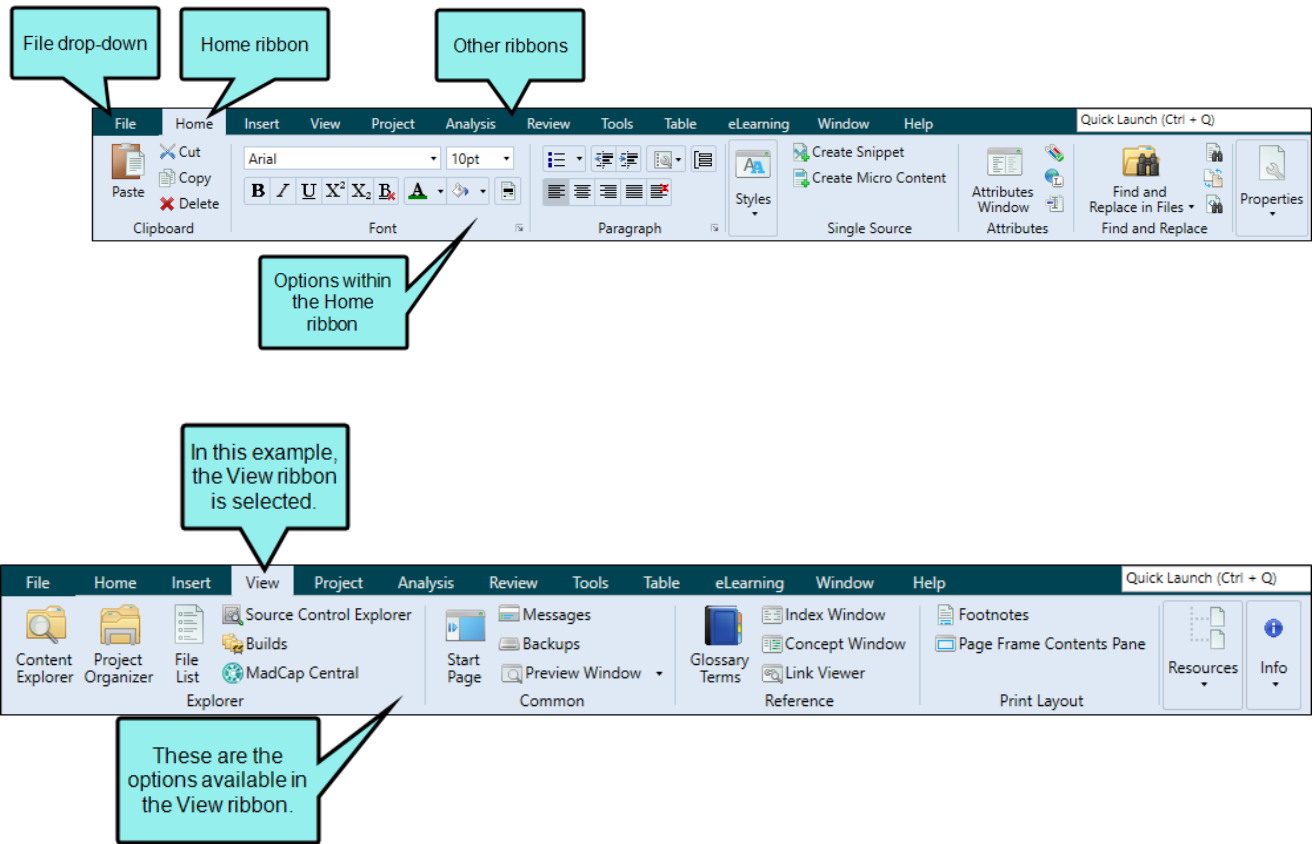 File drop-down
Home ribbon
Other ribbons
File Home Insert View Project Analysis Review Tools Table eLearning Window Help Quick Launch (Ctrl + Q)
Paste
Cut
Copy
Delete
Clipboard
Arial 10pt
B I U X² X₂ B A
Font
Paragraph
Styles
Create Snippet
Create Micro Content
Single Source
Attributes
Window
Attributes
Find and
Replace in Files
Find and Replace
Properties
Options within
the Home
ribbon
In this example,
the View ribbon
is selected.
File Home Insert View Project Analysis Review Tools Table eLearning Window Help Quick Launch (Ctrl + Q)
Content
Explorer
Project
Organizer
File
List
Source Control Explorer
Builds
MadCap Central
Explorer
Start
Page
Messages
Backups
Preview Window
Common
Glossary
Terms
Index Window
Concept Window
Link Viewer
Reference
Footnotes
Page Frame Contents Pane
Print Layout
Resources
Info
These are the
options available in
the View ribbon.